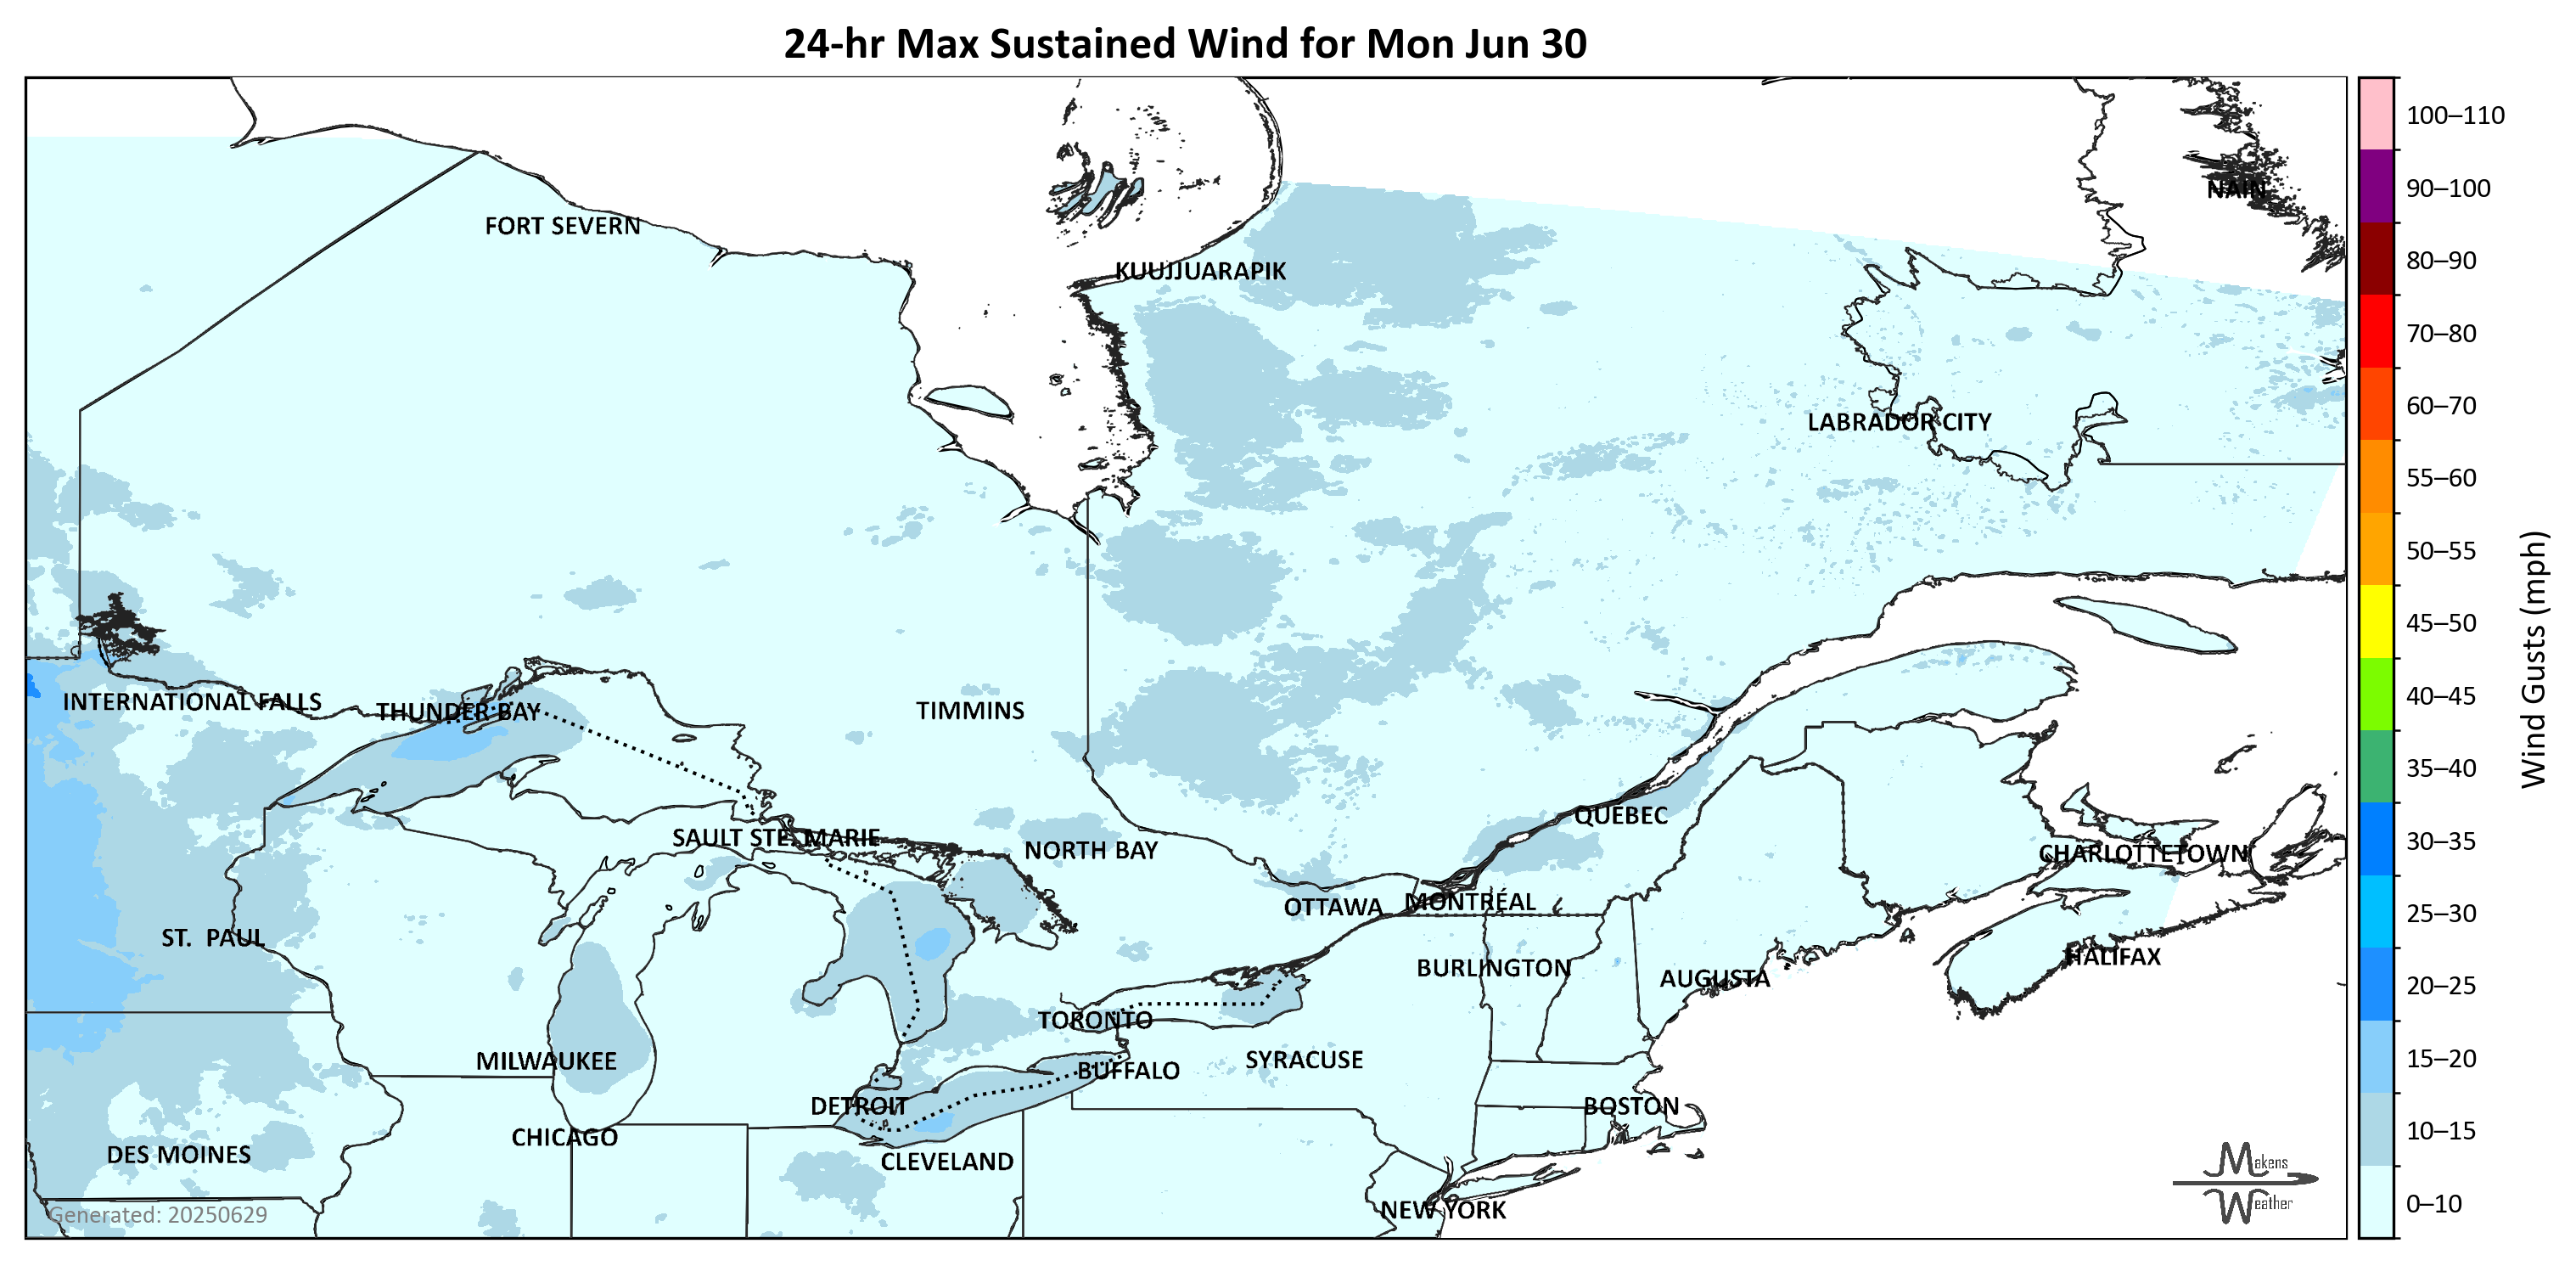 24-hr Max Sustained Wind for Mon Jun 30
NAIN
FORT SEVERN
KUUJJUARAPIK
LABRADOR CITY
INTERNATIONAL FALLS
THUNDER BAY
TIMMINS
QUEBEC
SAULT STE. MARIE
NORTH BAY
CHARLOTTETOWN
OTTAWA
MONTRÉAL
ST. PAUL
HALIFAX
BURLINGTON
AUGUSTA
TORONTO
MILWAUKEE
BUFFALO
SYRACUSE
DETROIT
BOSTON
CHICAGO
DES MOINES
CLEVELAND
NEW YORK
Generated: 20250629
Makens
Weather
100–110
90–100
80–90
70–80
60–70
55–60
50–55
45–50
40–45
35–40
30–35
25–30
20–25
15–20
10–15
0–10
Wind Gusts (mph)